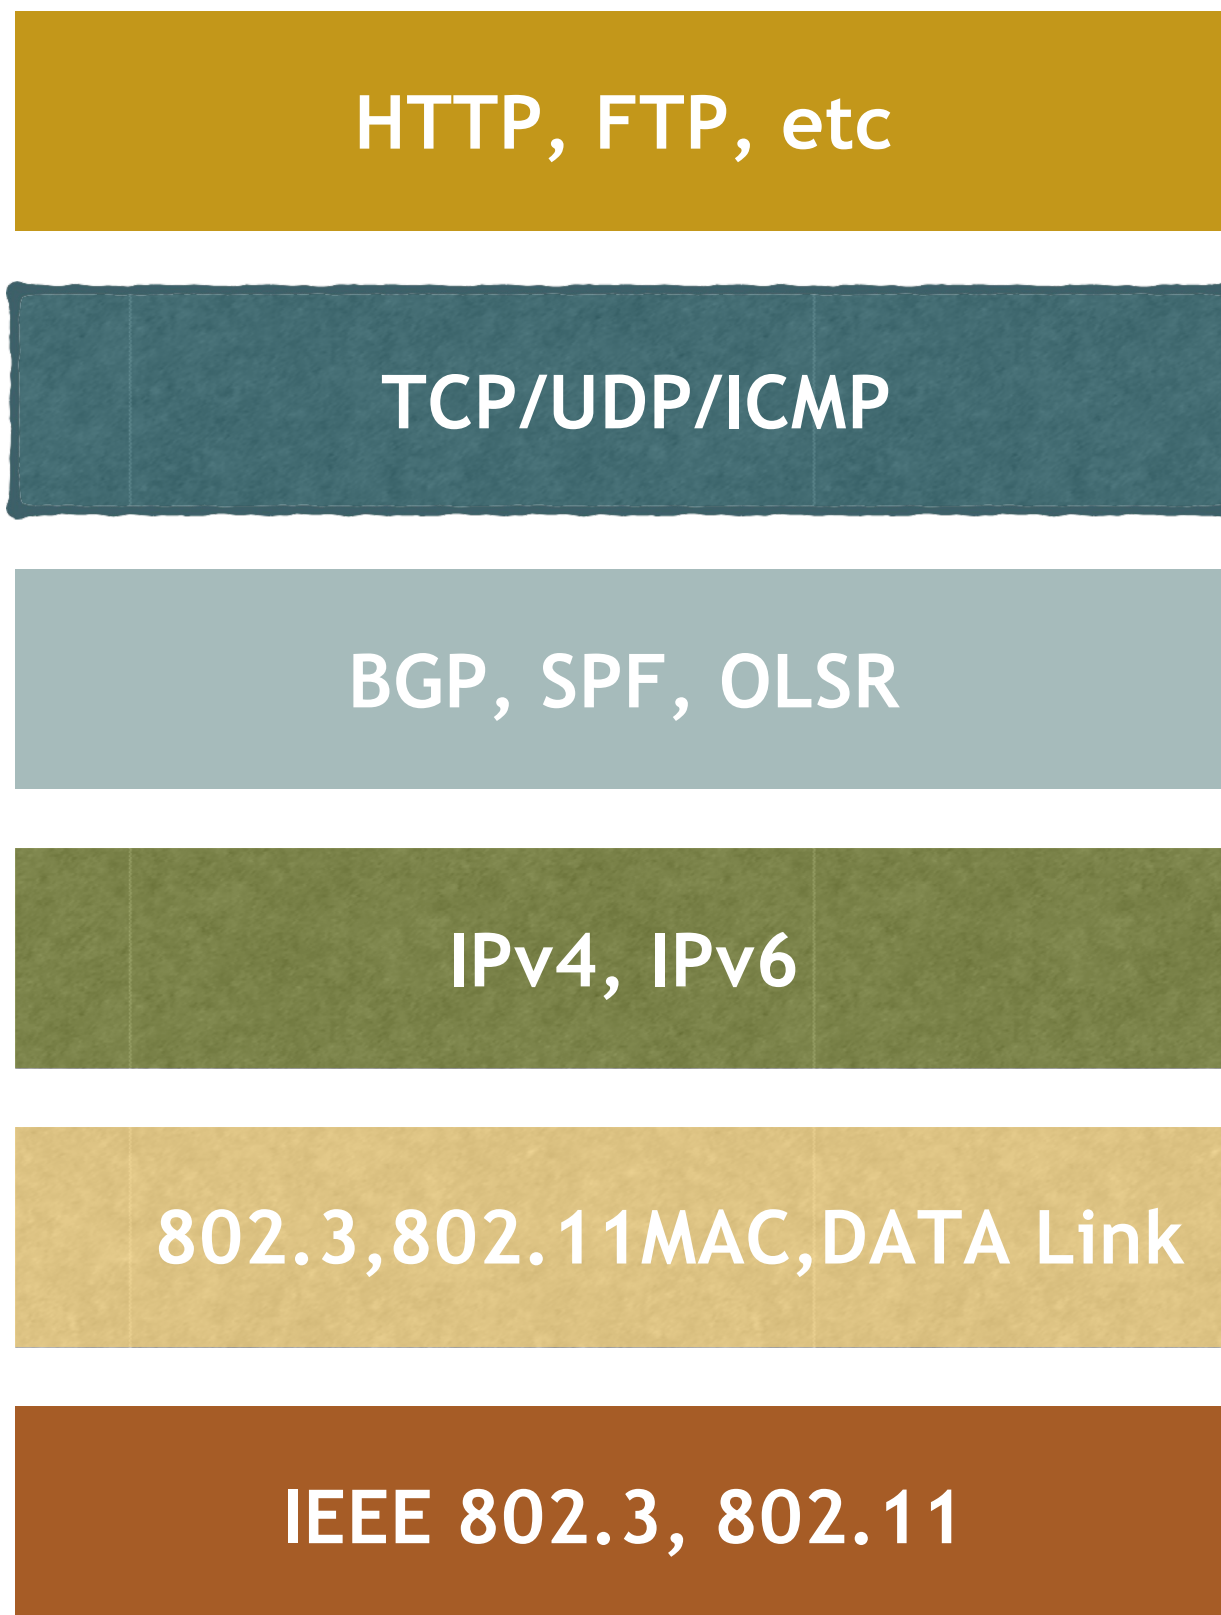 HTTP, FTP, etc
TCP/UDP/ICMP
BGP, SPF, OLSR
IPv4, IPv6
802.3,802.11MAC,DATA Link
IEEE 802.3, 802.11